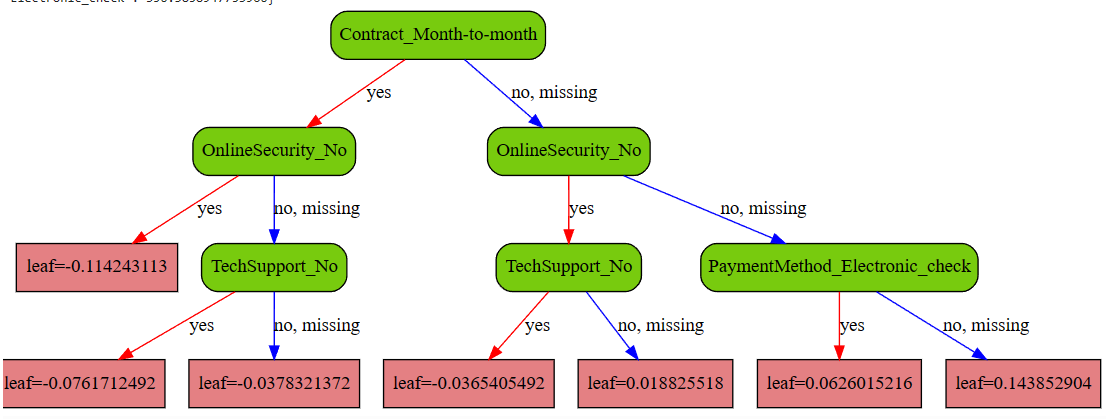 Contract_Month-to-month
yes
no, missing
OnlineSecurity_No
OnlineSecurity_No
yes
no, missing
yes
no, missing
leaf=-0.114243113
TechSupport_No
TechSupport_No
PaymentMethod_Electronic_check
yes
no, missing
yes
no, missing
yes
no, missing
leaf=-0.0761712492
leaf=-0.0378321372
leaf=-0.0365405492
leaf=0.018825518
leaf=0.0626015216
leaf=0.143852904